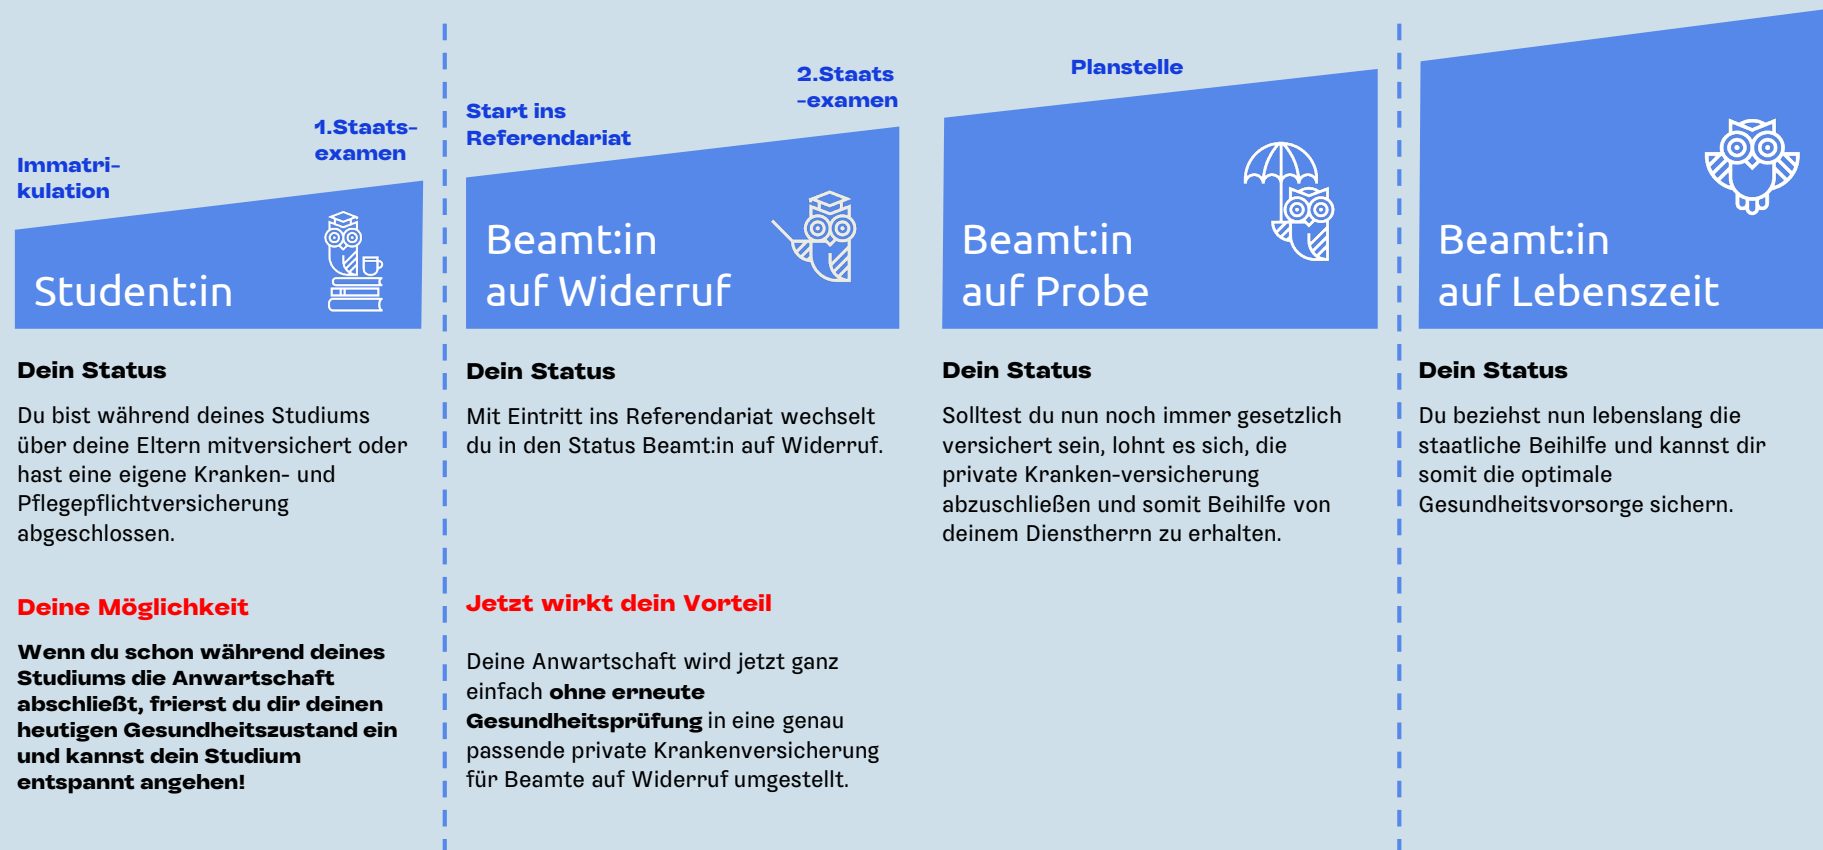 Immatri-
kulation
1.Staats-
examen
Student:in
Dein Status
Du bist während deines Studiums
über deine Eltern mitversichert oder
hast eine eigene Kranken- und
Pflegepflichtversicherung
abgeschlossen.
Deine Möglichkeit
Wenn du schon während deines
Studiums die Anwartschaft
abschließt, frierst du dir deinen
heutigen Gesundheitszustand ein
und kannst dein Studium
entspannt angehen!
Start ins
Referendariat
2.Staats
-examen
Beamt:in
auf Widerruf
Dein Status
Mit Eintritt ins Referendariat wechselt
du in den Status Beamt:in auf Widerruf.
Jetzt wirkt dein Vorteil
Deine Anwartschaft wird jetzt ganz
einfach ohne erneute
Gesundheitsprüfung in eine genau
passende private Krankenversicherung
für Beamte auf Widerruf umgestellt.
Planstelle
Beamt:in
auf Probe
Dein Status
Solltest du nun noch immer gesetzlich
versichert sein, lohnt es sich, die
private Kranken-versicherung
abzuschließen und somit Beihilfe von
deinem Dienstherrn zu erhalten.
Beamt:in
auf Lebenszeit
Dein Status
Du beziehst nun lebenslang die
staatliche Beihilfe und kannst dir
somit die optimale
Gesundheitsvorsorge sichern.